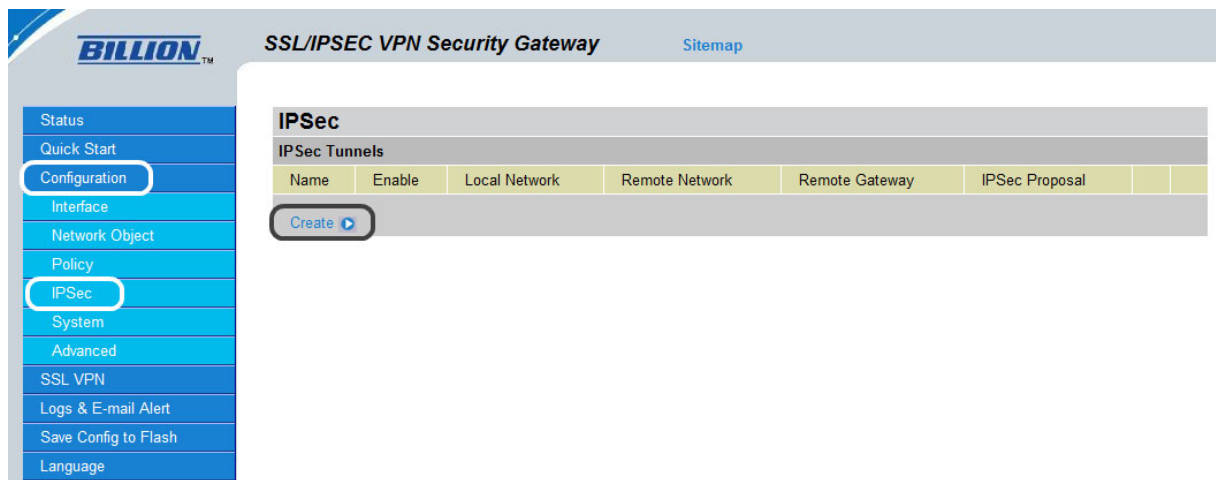 BILLION TM
SSL/IPSEC VPN Security Gateway Sitemap
Status
Quick Start
Configuration
Interface
Network Object
Policy
IPSec
System
Advanced
SSL VPN
Logs & E-mail Alert
Save Config to Flash
Language
IPSec
IPSec Tunnels
Name Enable Local Network Remote Network Remote Gateway IPSec Proposal
Create